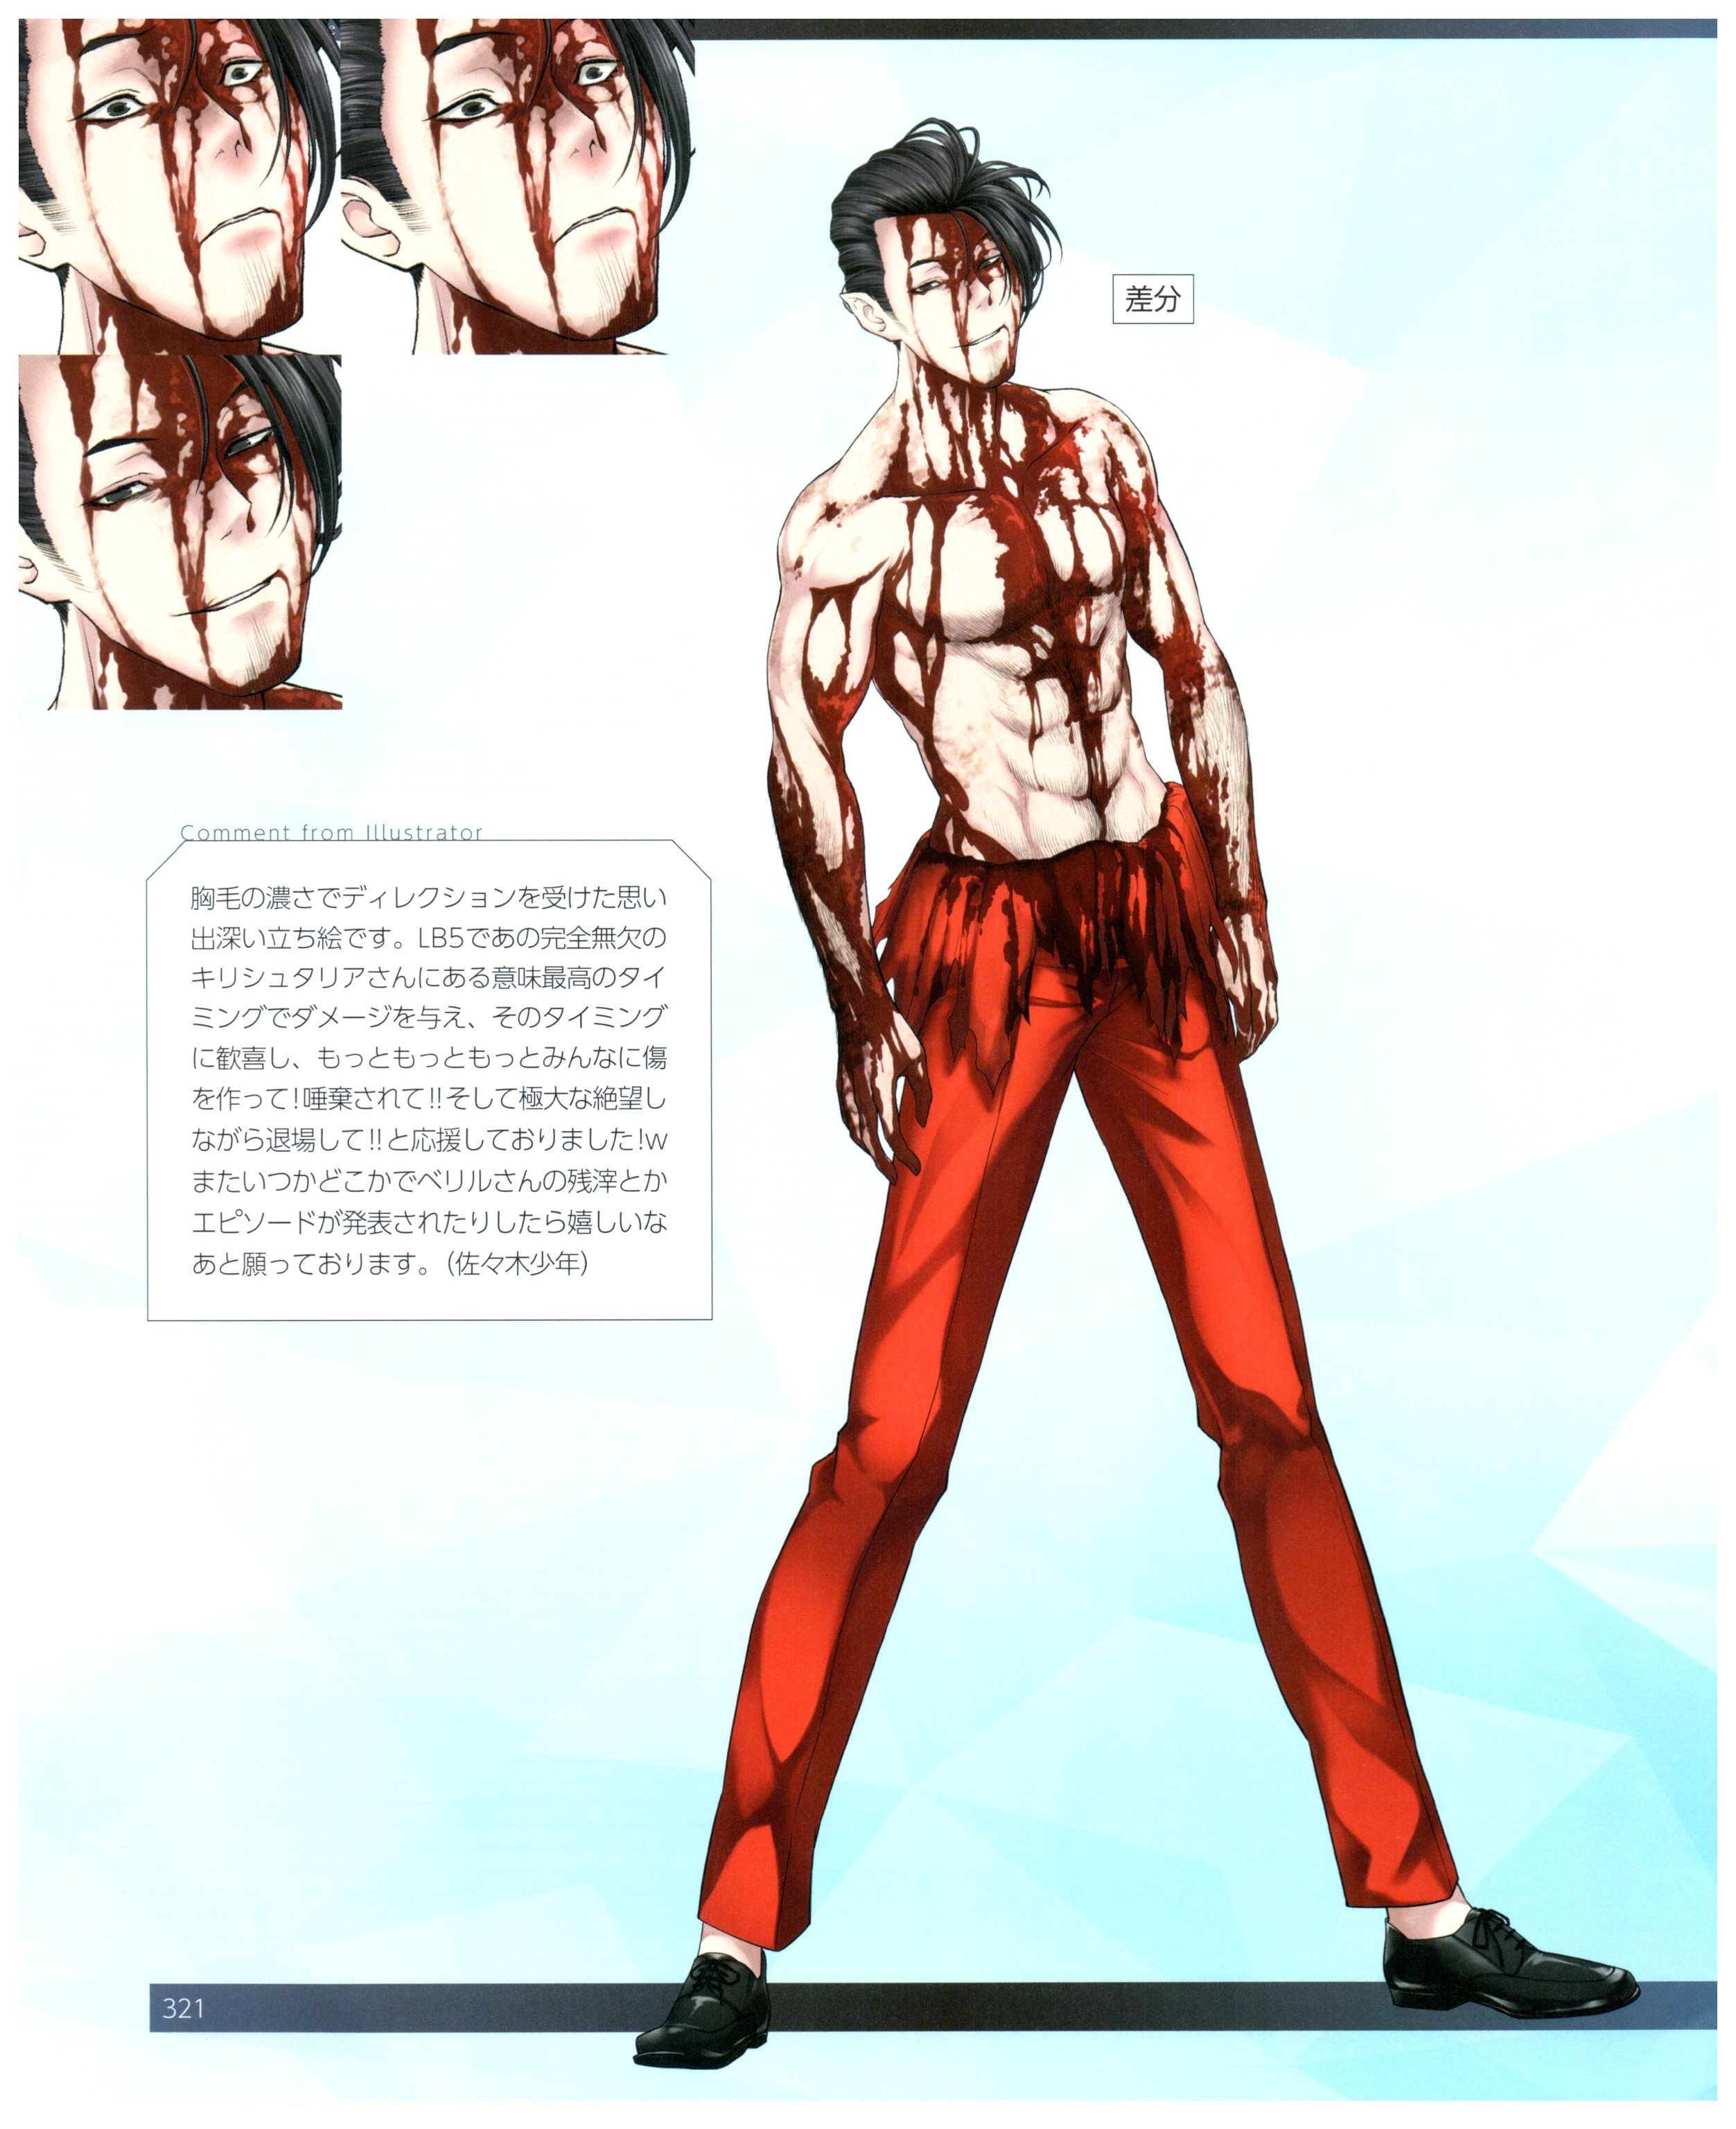 差分
Comment from Illustrator
胸毛の濃さでディレクションを受けた思い
出深い立ち絵です。LB5であの完全無欠の
キリシュタリアさんにある意味最高のタイ
ミングでダメージを与え、そのタイミング
に歓喜し、もっともっともっとみんなに傷
を作って!唾棄されて!!そして極大な絶望し
ながら退場して!!と応援しておりました!w
またいつかどこかでベリルさんの残滓とか
エピソードが発表されたりしたら嬉しいな
あと願っております。(佐々木少年)
321